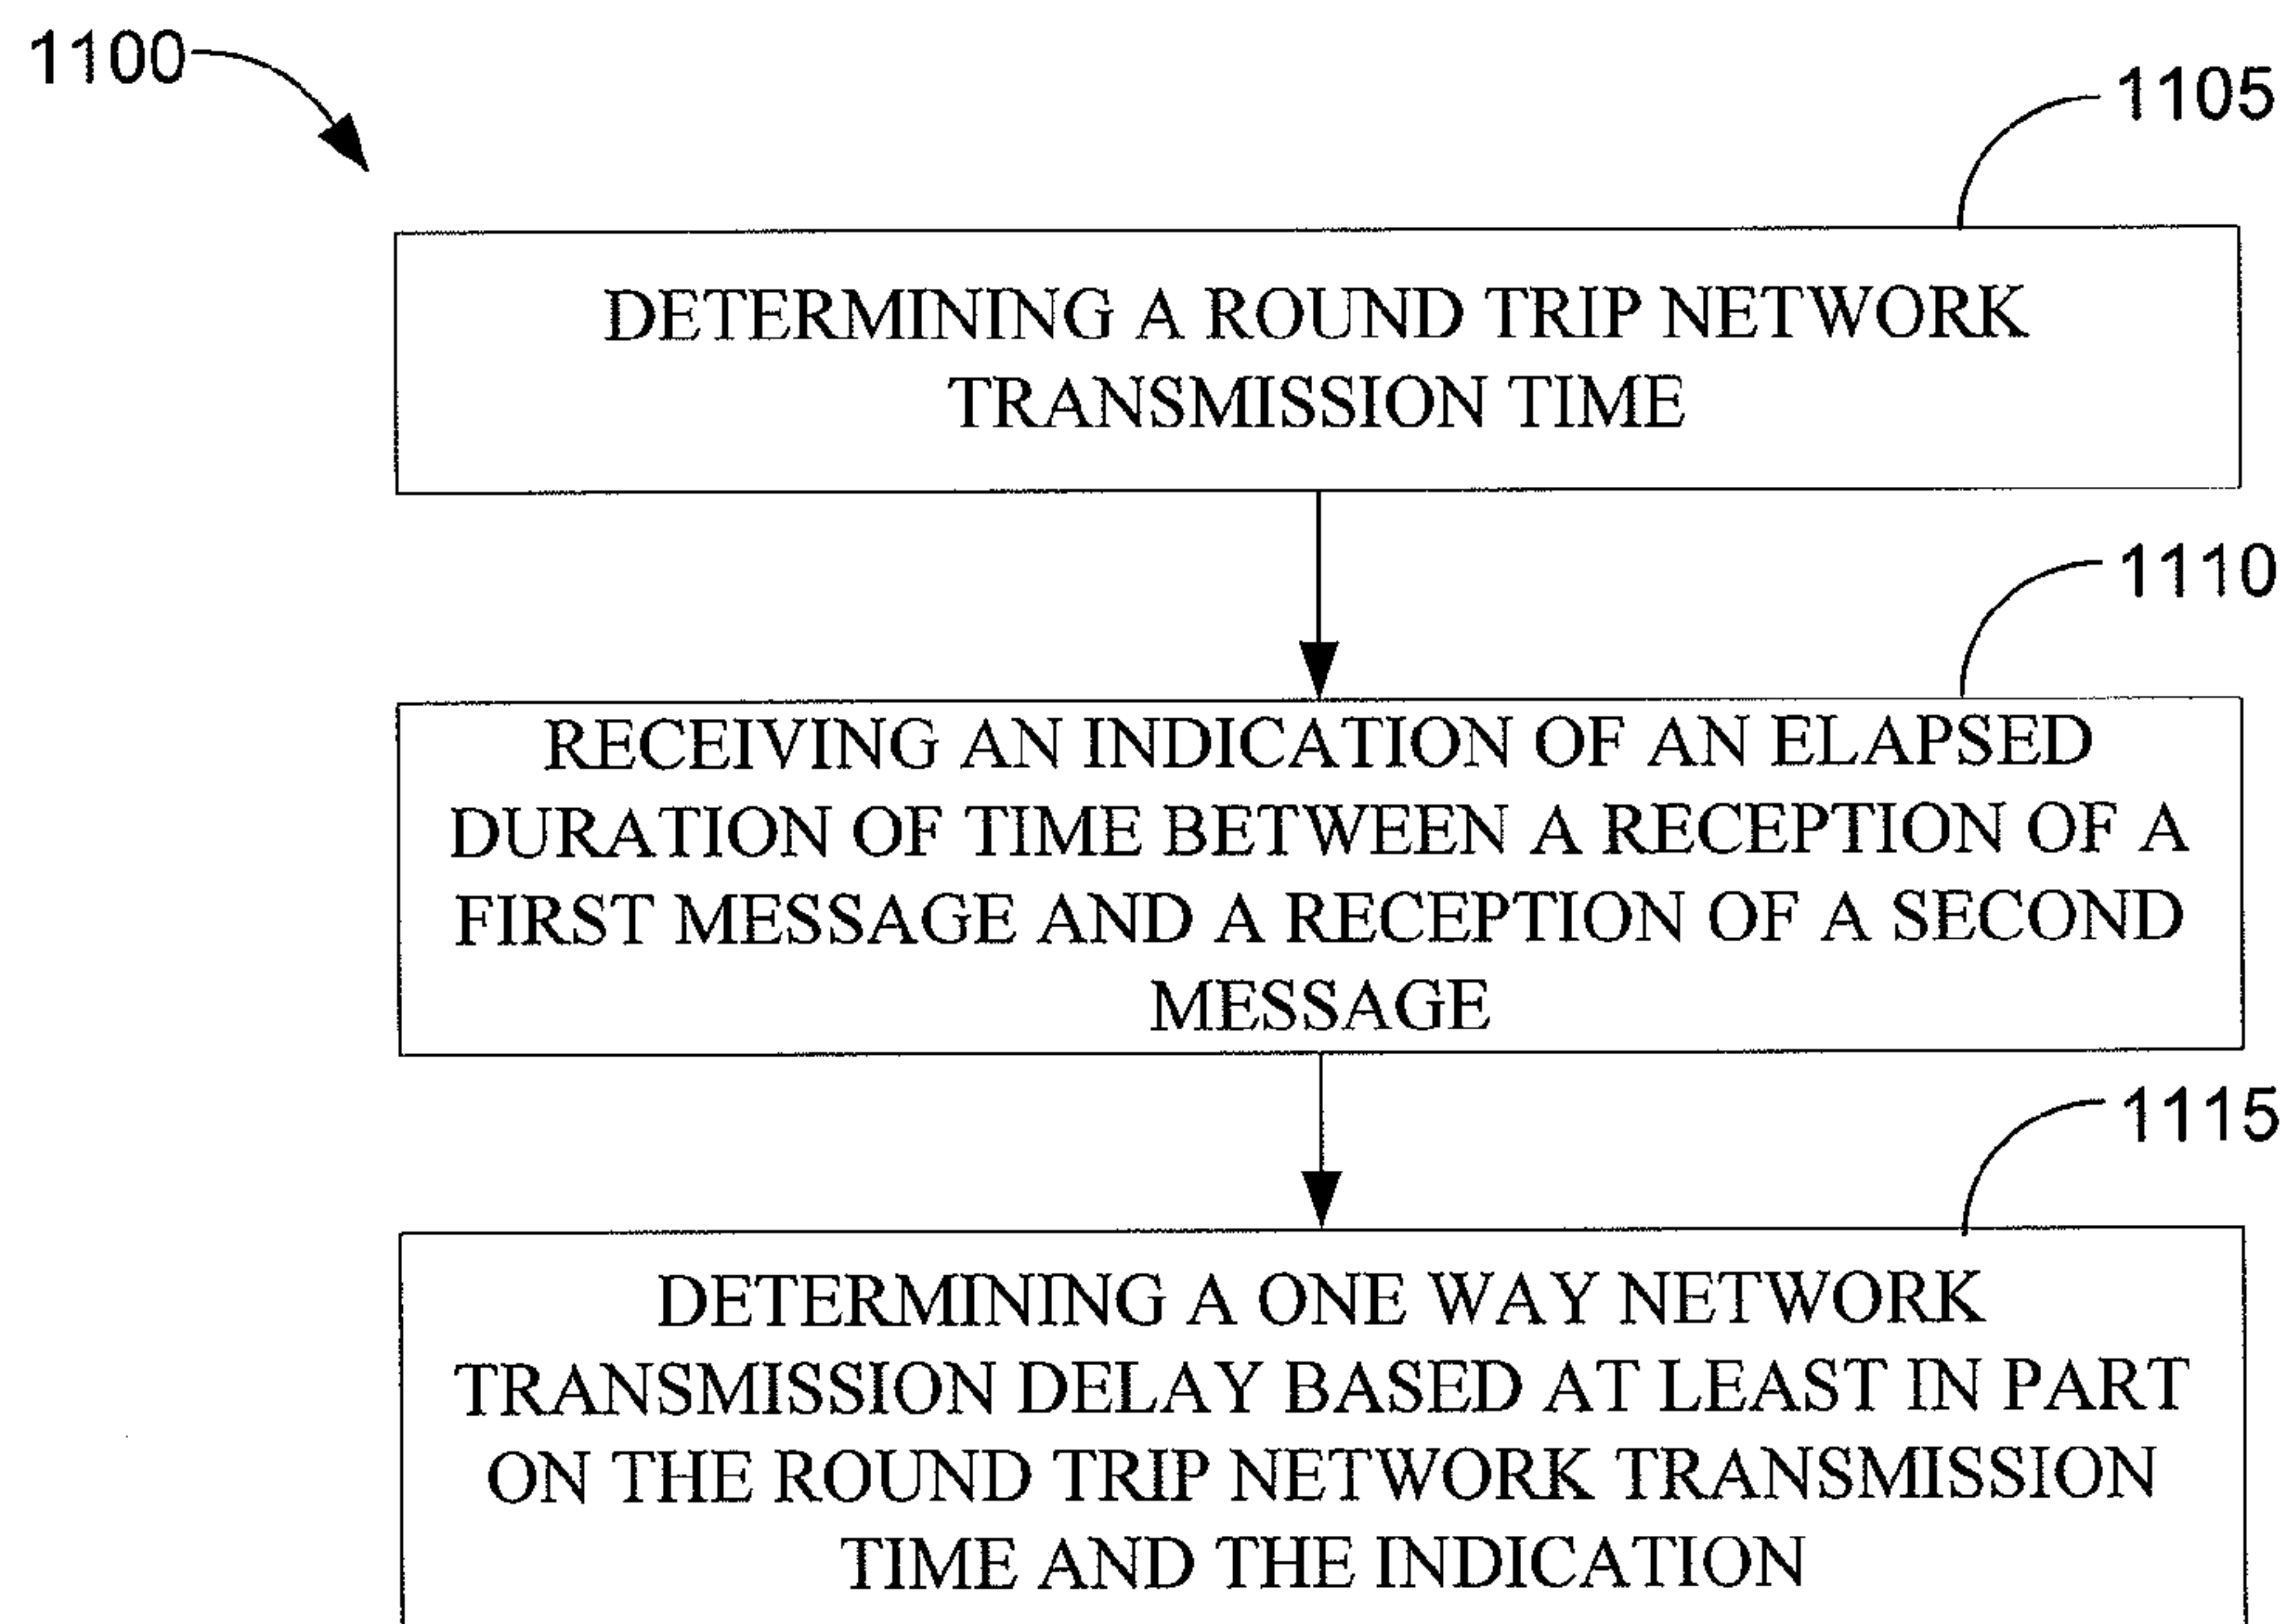 1100
1105
DETERMINING A ROUND TRIP NETWORK
TRANSMISSION TIME
1110
RECEIVING AN INDICATION OF AN ELAPSED
DURATION OF TIME BETWEEN A RECEPTION OF A
FIRST MESSAGE AND A RECEPTION OF A SECOND
MESSAGE
1115
DETERMINING A ONE WAY NETWORK
TRANSMISSION DELAY BASED AT LEAST IN PART
ON THE ROUND TRIP NETWORK TRANSMISSION
TIME AND THE INDICATION